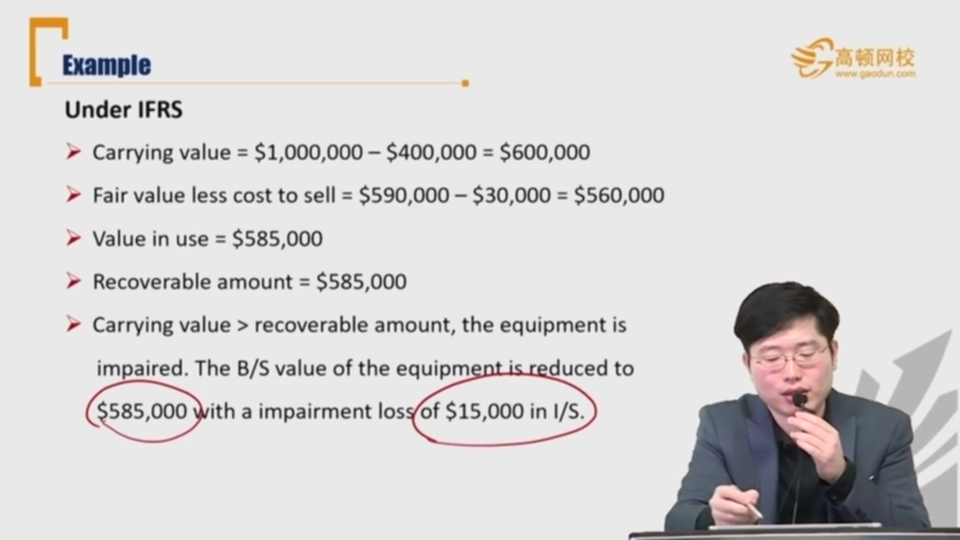 Example
高顿网校
www.gaodun.com
Under IFRS
Carrying value = $1,000,000 – $400,000 = $600,000
Fair value less cost to sell = $590,000 – $30,000 = $560,000
Value in use = $585,000
Recoverable amount = $585,000
Carrying value > recoverable amount, the equipment is
impaired. The B/S value of the equipment is reduced to
$585,000 with a impairment loss of $15,000 in I/S.